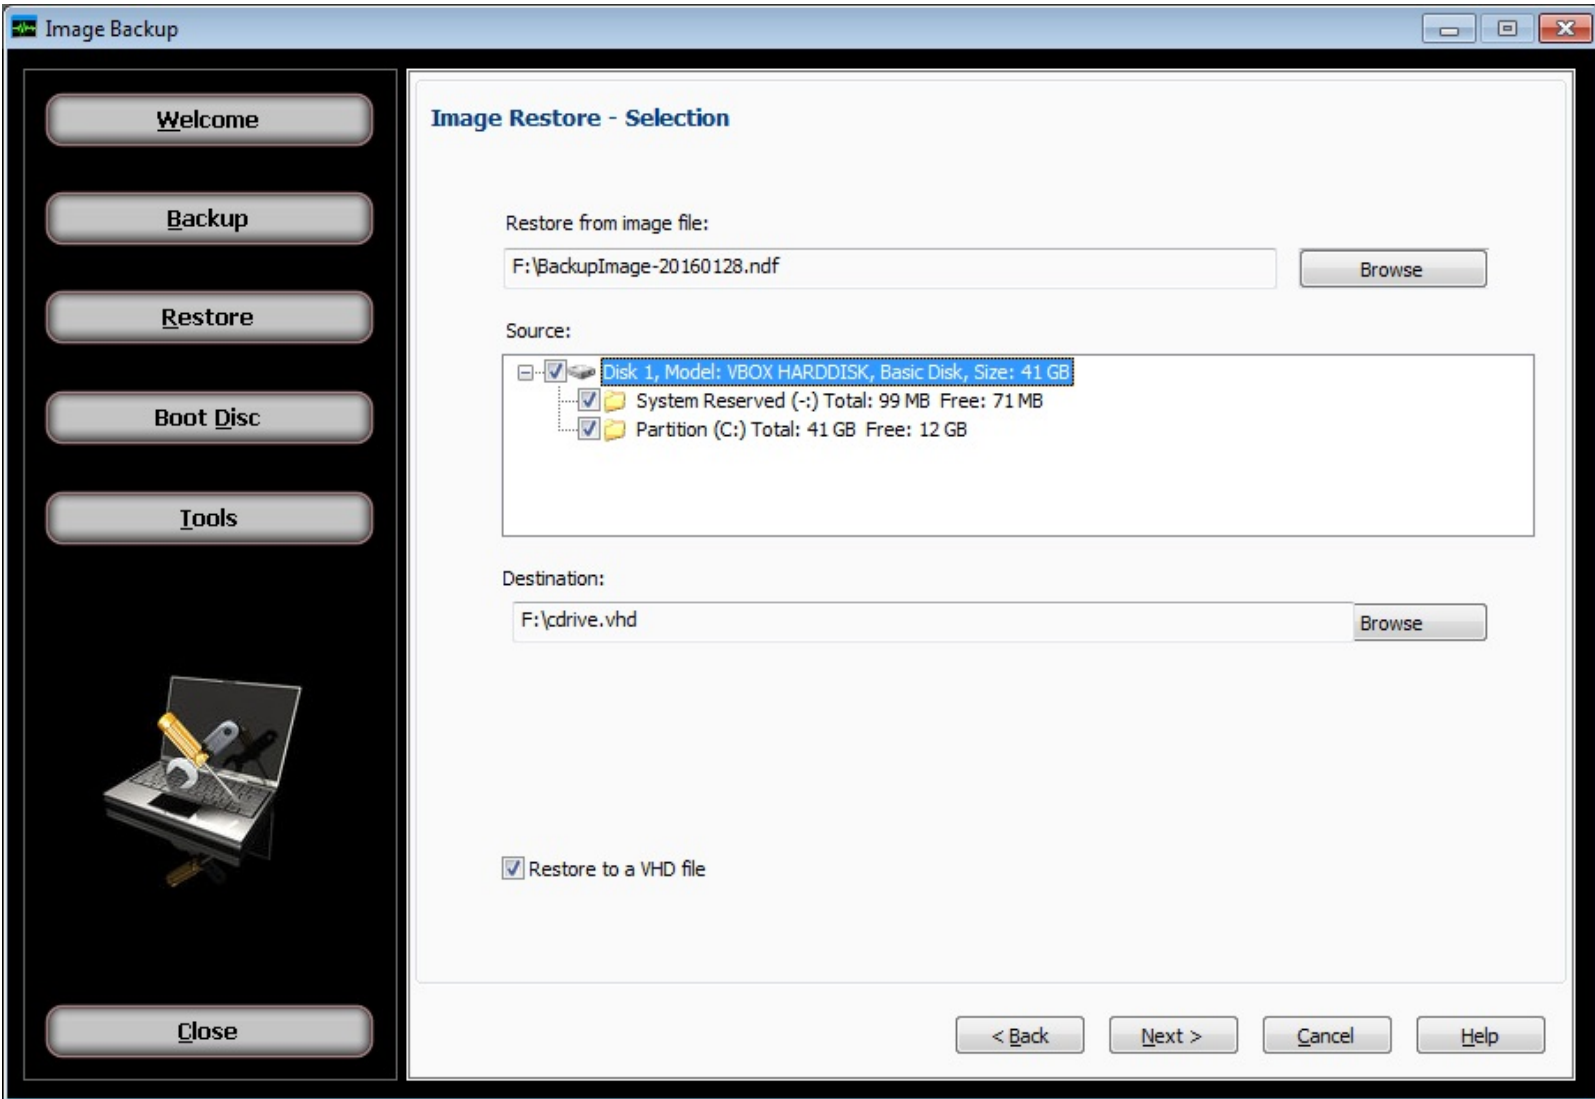 Image Backup
Welcome
Backup
Restore
Boot Disc
Tools
Close
Image Restore - Selection
Restore from image file:
F:\BackupImage-20160128.ndf
Browse
Source:
Disk 1, Model: VBOX HARDDISK, Basic Disk, Size: 41 GB
System Reserved (-:) Total: 99 MB Free: 71 MB
Partition (C:) Total: 41 GB Free: 12 GB
Destination:
F:\cdrive.vhd
Browse
Restore to a VHD file
< Back
Next >
Cancel
Help